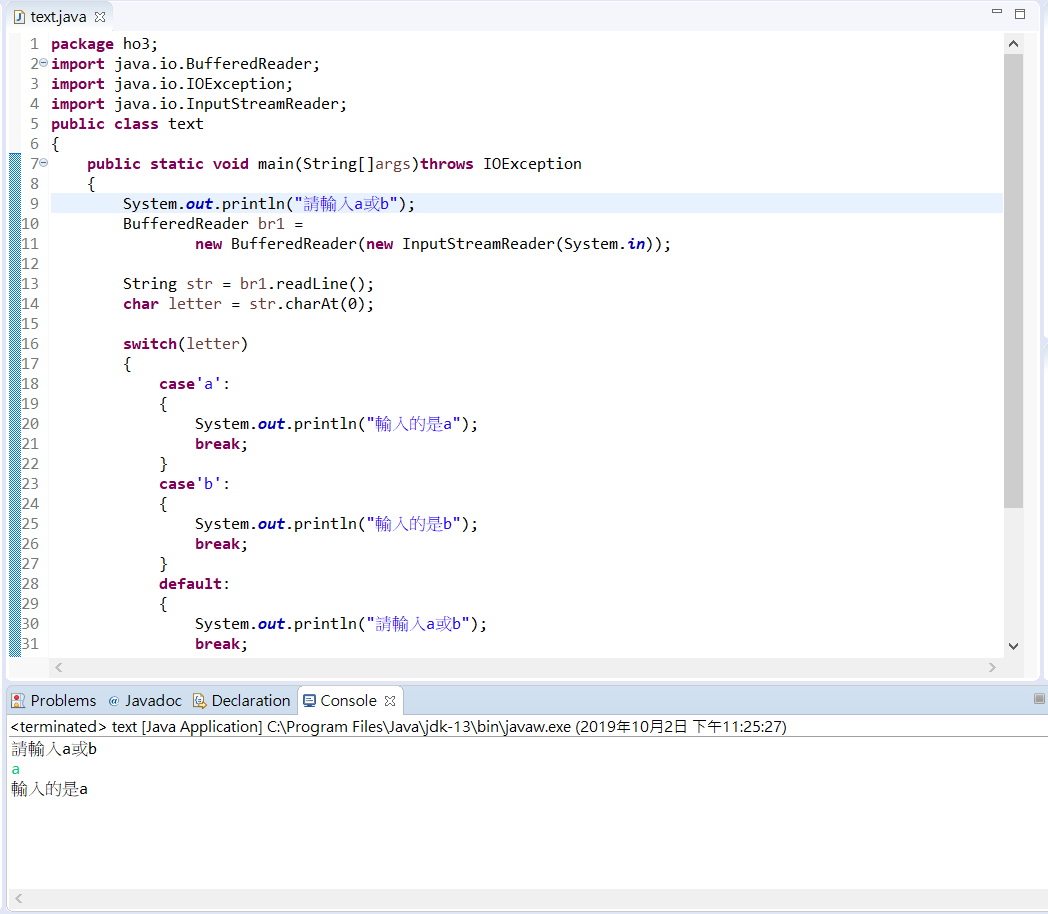 text.java
1 package ho3;
2 import java.io.BufferedReader;
3 import java.io.IOException;
4 import java.io.InputStreamReader;
5 public class text
6 {
7 public static void main(String[]args)throws IOException
8 {
9 System.out.println("請輸入a或b");
10 BufferedReader br1 =
11 new BufferedReader(new InputStreamReader(System.in));
12
13 String str = br1.readLine();
14 char letter = str.charAt(0);
15
16 switch(letter)
17 {
18 case'a':
19 {
20 System.out.println("輸入的是a");
21 break;
22 }
23 case'b':
24 {
25 System.out.println("輸入的是b");
26 break;
27 }
28 default:
29 {
30 System.out.println("請輸入a或b");
31 break;
Problems @ Javadoc Declaration Console
<terminated> text [Java Application] C:\Program Files\Java\jdk-13\bin\javaw.exe (2019年10月2日 下午11:25:27)
請輸入a或b
a
輸入的是a